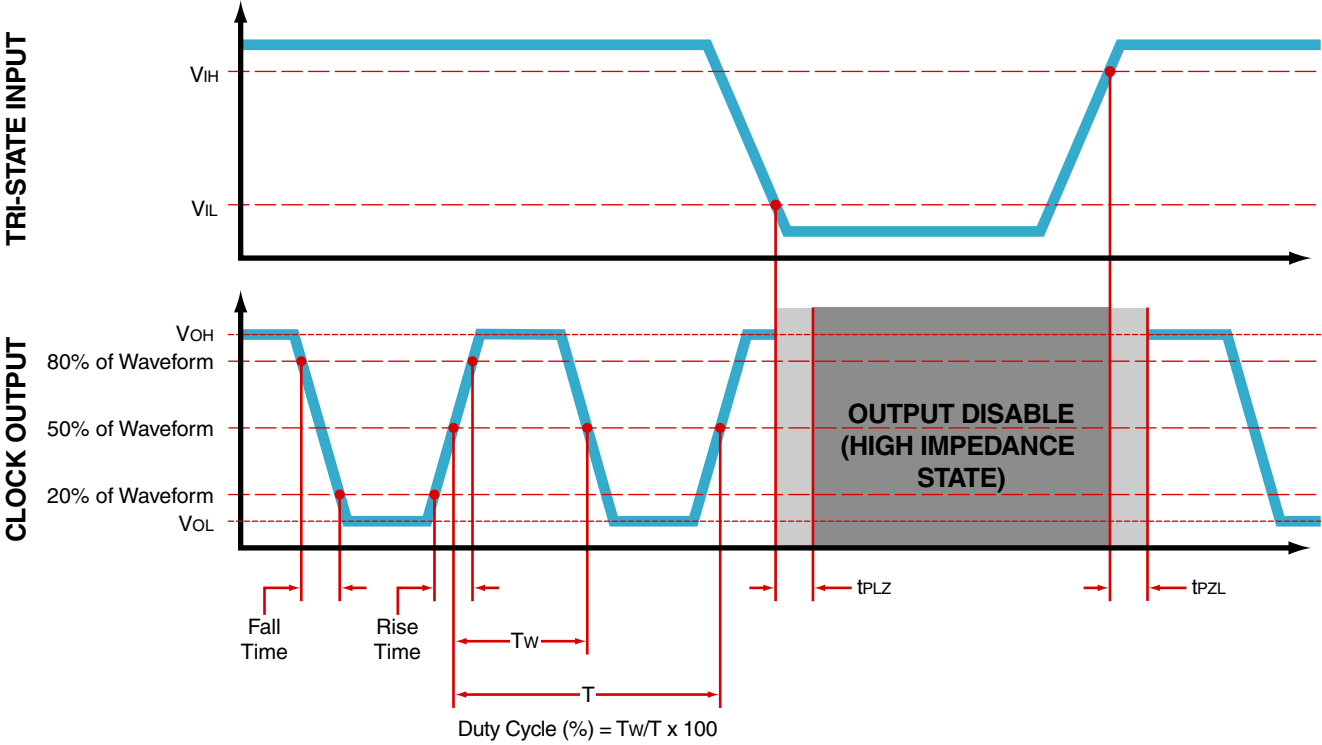 TRI-STATE INPUT
VIH
VIL
CLOCK OUTPUT
VOH
80% of Waveform
50% of Waveform
20% of Waveform
VOL
OUTPUT DISABLE
(HIGH IMPEDANCE
STATE)
tPLZ
tPZL
Fall
Time
Rise
Time
TW
T
Duty Cycle (%) = TW/T x 100